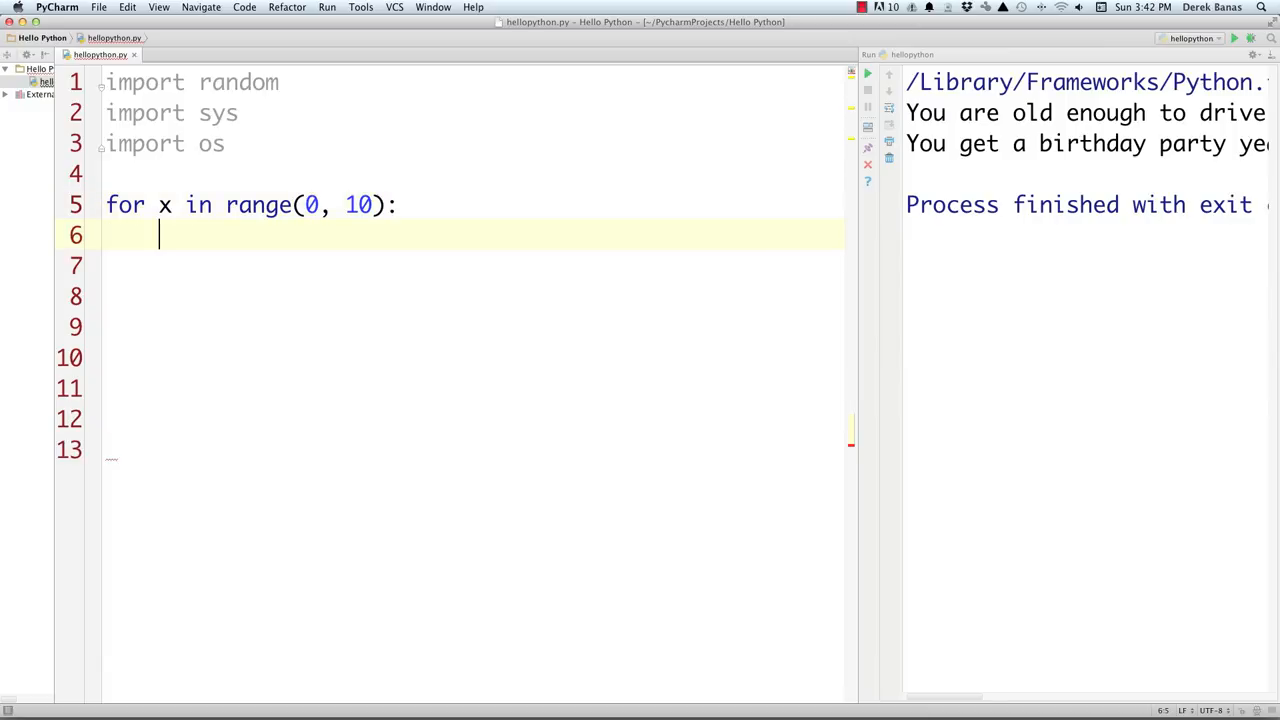 PyCharm File Edit View Navigate Code Refactor Run Tools VCS Window Help 10 Sun 3:42 PM Derek Banas
hellopython.py - Hello Python - [~/PycharmProjects/Hello Python]
Hello Python hellopython.py hellopython
hellopython.py Run hellopython
Hello P
hell
Externa
1 import random
2 import sys
3 import os
4
5 for x in range(0, 10):
6
7
8
9
10
11
12
13
/Library/Frameworks/Python.
You are old enough to drive
You get a birthday party ye
Process finished with exit
6:5 LF UTF-8